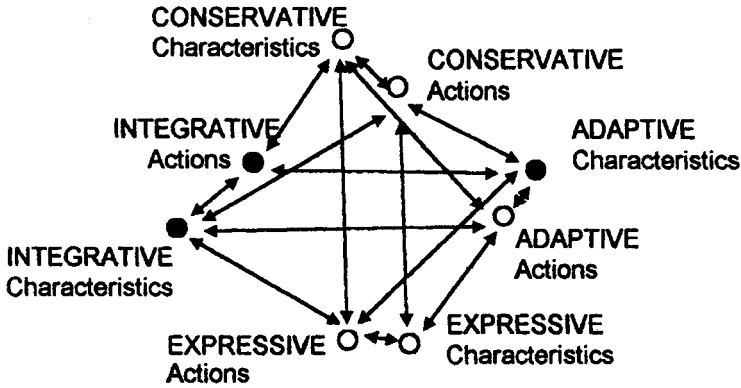 CONSERVATIVE
Characteristics
CONSERVATIVE
Actions
INTEGRATIVE
Actions
ADAPTIVE
Characteristics
INTEGRATIVE
Characteristics
ADAPTIVE
Actions
EXPRESSIVE
Actions
EXPRESSIVE
Characteristics